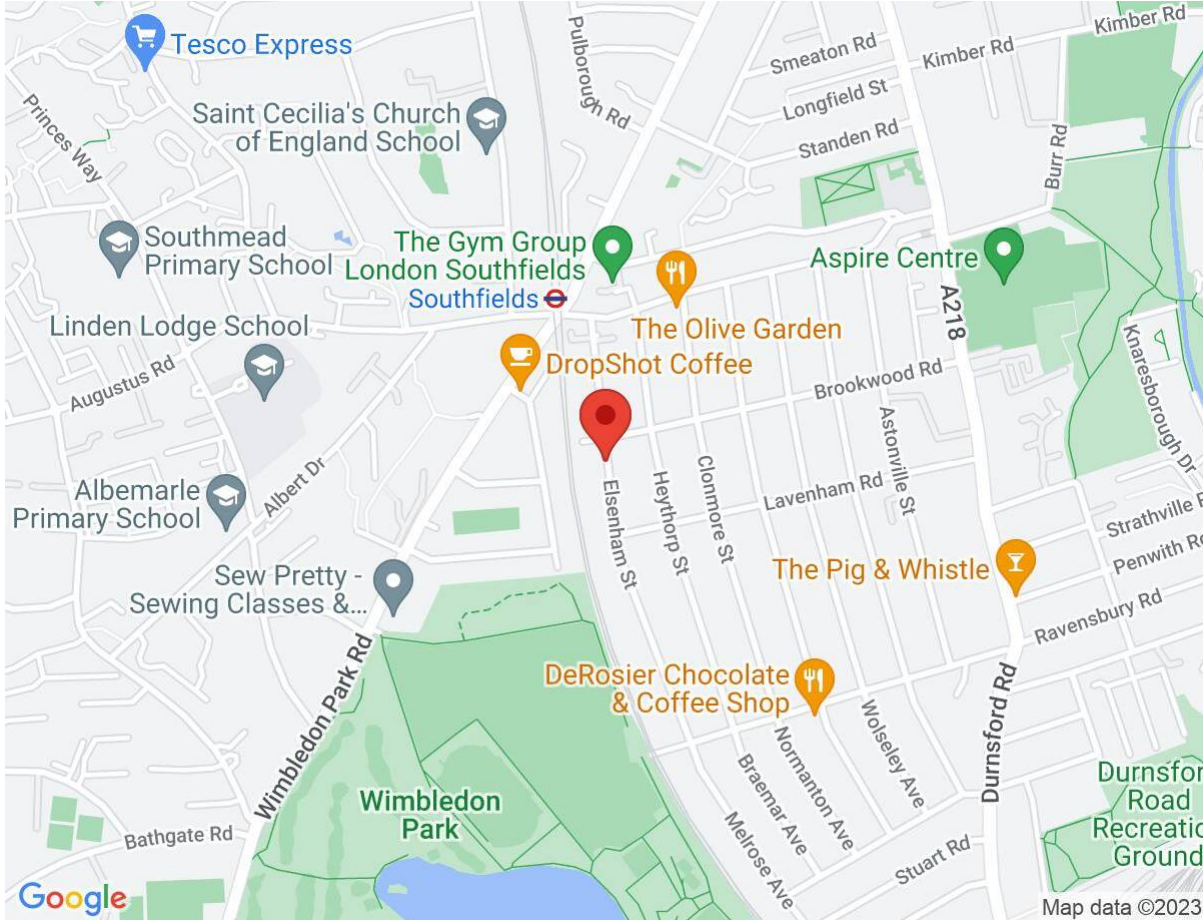 Kimber Rd
Pulborough Rd
Smeaton Rd
Kimber Rd
Tesco Express
Longfield St
Princes Way
Saint Cecilia's Church
of England School
Standen Rd
Burr Rd
Southmead
Primary School
The Gym Group
London Southfields
Aspire Centre
Southfields
A218
Linden Lodge School
The Olive Garden
Knaresborough Dr
Augustus Rd
DropShot Coffee
Brookwood Rd
Astonville St
Albert Dr
Clonmore St
Heythorp St
Elsenham St
Lavenham Rd
Albemarle
Primary School
Strathville
Penwith
The Pig & Whistle
Sew Pretty -
Sewing Classes &...
Ravensbury Rd
Wimbledon Park Rd
DeRosier Chocolate
& Coffee Shop
Durnsford Rd
Wolseley Ave
Normanton Ave
Braemar Ave
Melrose Ave
Wimbledon
Park
Bathgate Rd
Durnsfor
Road
Recreatio
Ground
Stuart Rd
Google
Map data ©2023